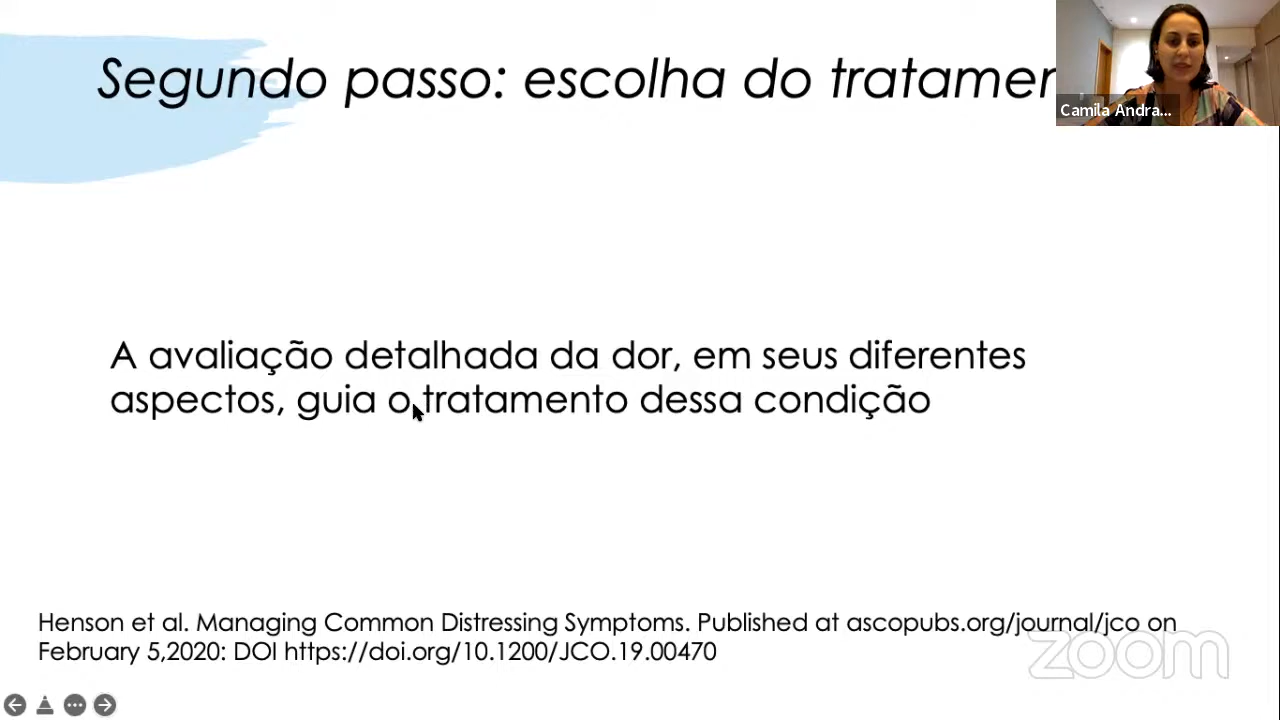 Segundo passo: escolha do tratamen
Camila Andra...
A avaliação detalhada da dor, em seus diferentes
aspectos, guia o tratamento dessa condição
Henson et al. Managing Common Distressing Symptoms. Published at ascopubs.org/journal/jco on
February 5,2020: DOI https://doi.org/10.1200/JCO.19.00470
zoom